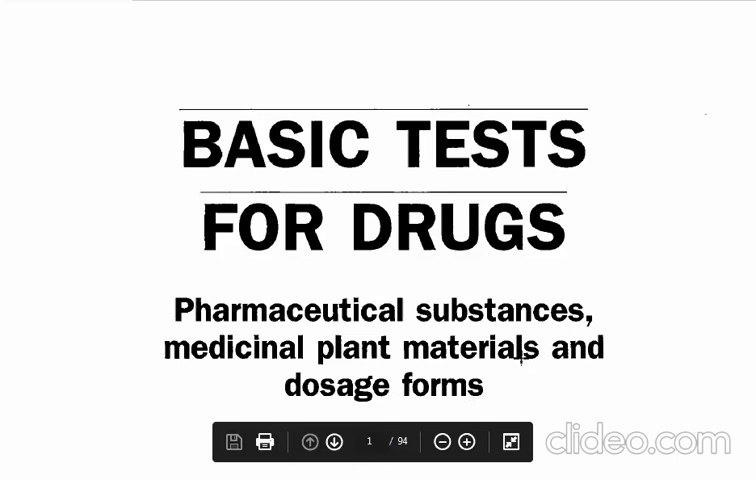 BASIC TESTS
FOR DRUGS
Pharmaceutical substances,
medicinal plant materials and
dosage forms
1 / 94
clideo.com